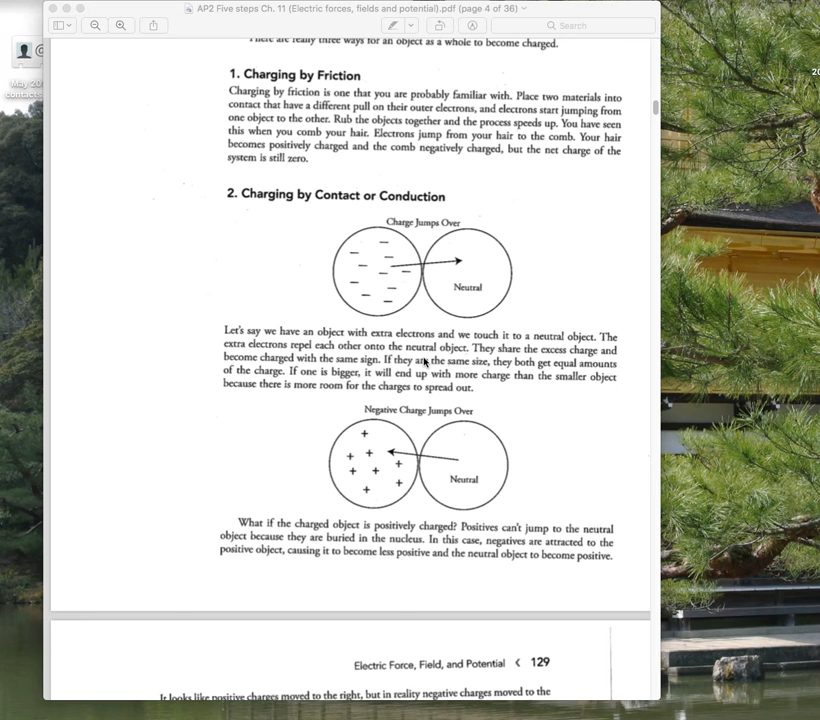 AP2 Five steps Ch. 11 (Electric forces, fields and potential).pdf (page 4 of 36)
Search
There are really three ways for an object as a whole to become charged.
1. Charging by Friction
Charging by friction is one that you are probably familiar with. Place two materials into
contact that have a different pull on their outer electrons, and electrons start jumping from
one object to the other. Rub the objects together and the process speeds up. You have seen
this when you comb your hair. Electrons jump from your hair to the comb. Your hair
becomes positively charged and the comb negatively charged, but the net charge of the
system is still zero.
2. Charging by Contact or Conduction
Charge Jumps Over
Neutral
Let's say we have an object with extra electrons and we touch it to a neutral object. The
extra electrons repel each other onto the neutral object. They share the excess charge and
become charged with the same sign. If they are the same size, they both get equal amounts
of the charge. If one is bigger, it will end up with more charge than the smaller object
because there is more room for the charges to spread out.
Negative Charge Jumps Over
Neutral
What if the charged object is positively charged? Positives can't jump to the neutral
object because they are buried in the nucleus. In this case, negatives are attracted to the
positive object, causing it to become less positive and the neutral object to become positive.
Electric Force, Field, and Potential < 129
It looks like positive charges moved to the right, but in reality negative charges moved to the